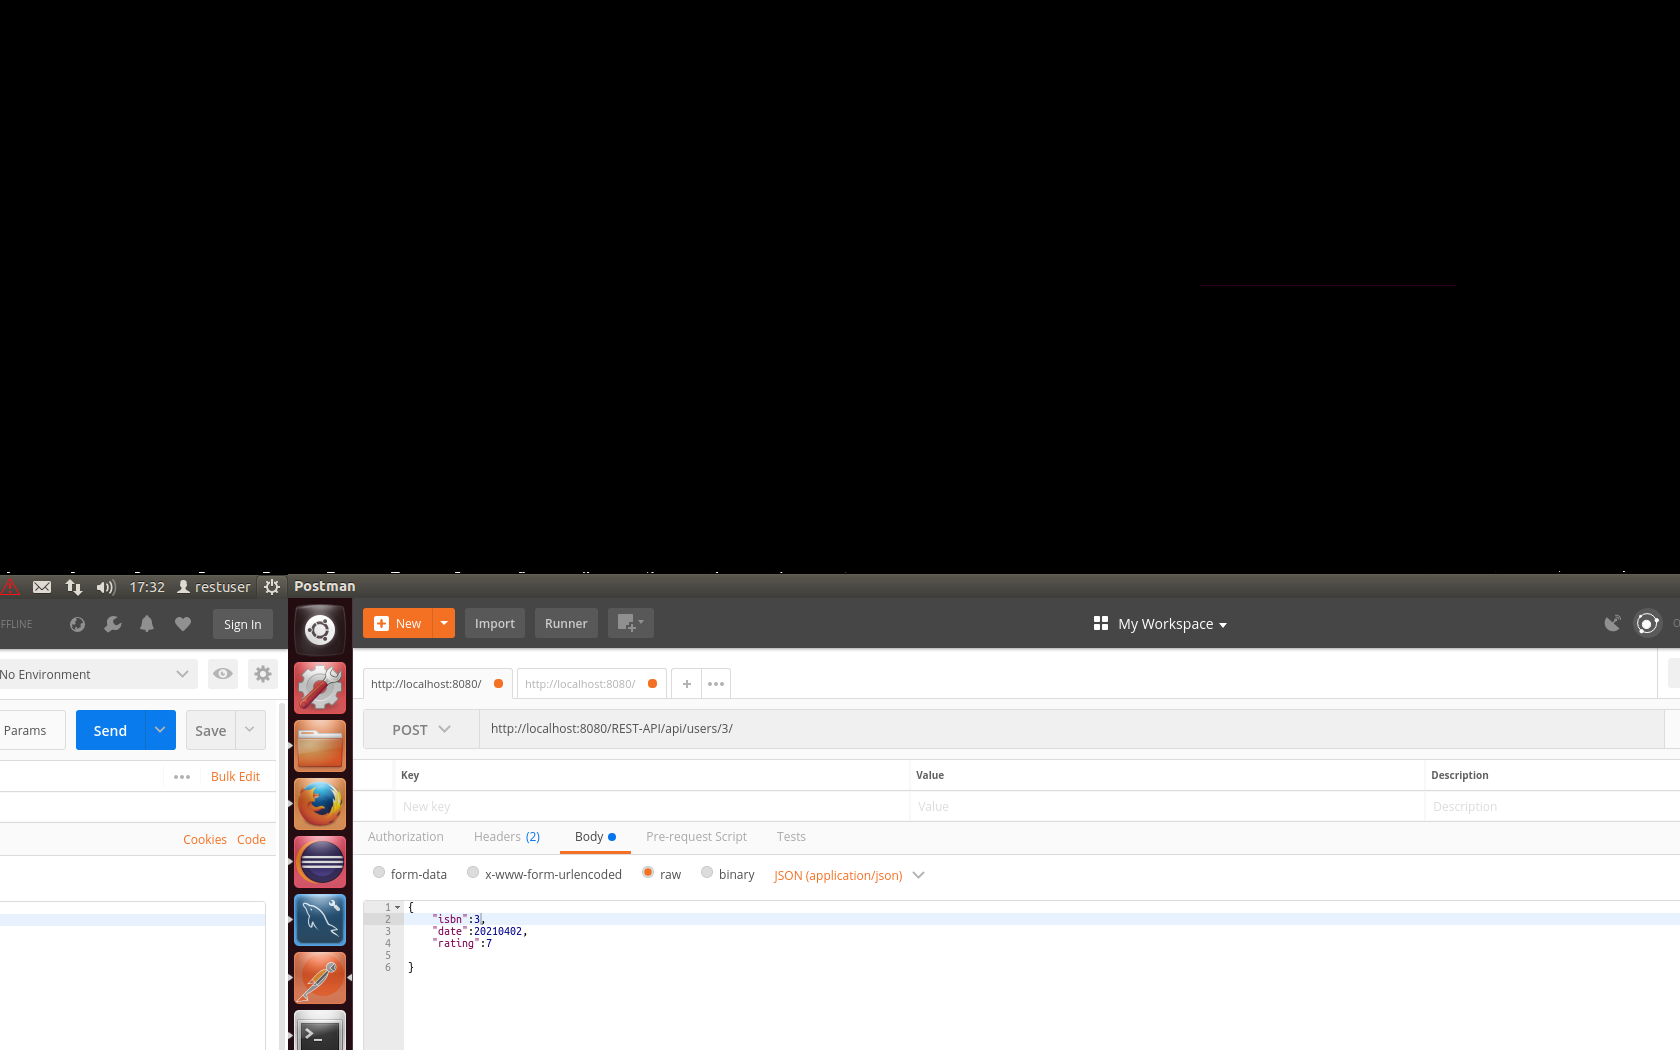 17:32 restuser
Postman
FFLINE
Sign In
New
Import
Runner
My Workspace
No Environment
http://localhost:8080/
http://localhost:8080/
+
Params
Send
Save
POST
http://localhost:8080/REST-API/api/users/3/
Bulk Edit
Key
Value
Description
New key
Value
Description
Cookies
Code
Authorization
Headers (2)
Body
Pre-request Script
Tests
form-data
x-www-form-urlencoded
raw
binary
JSON (application/json)
1 {
2 "isbn":3,
3 "date":20210402,
4 "rating":7
5
6 }
>_